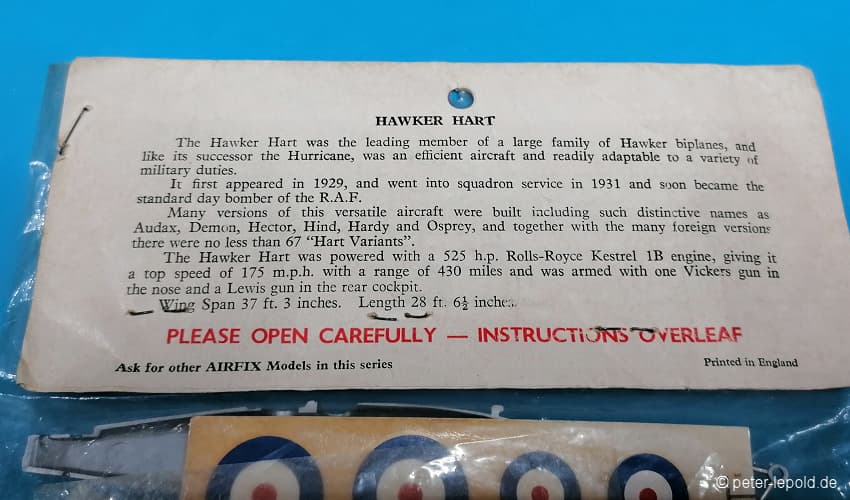 HAWKER HART
The Hawker Hart was the leading member of a large family of Hawker biplanes, and
like its successor the Hurricane, was an efficient aircraft and readily adaptable to a variety of
military duties.
It first appeared in 1929, and went into squadron service in 1931 and soon became the
standard day bomber of the R.A.F.
Many versions of this versatile aircraft were built including such distinctive names as
Audax, Demon, Hector, Hind, Hardy and Osprey, and together with the many foreign versions
there were no less than 67 “Hart Variants”.
The Hawker Hart was powered with a 525 h.p. Rolls-Royce Kestrel 1B engine, giving it
a top speed of 175 m.p.h. with a range of 430 miles and was armed with one Vickers gun in
the nose and a Lewis gun in the rear cockpit.
Wing Span 37 ft. 3 inches. Length 28 ft. 6½ inches.
PLEASE OPEN CAREFULLY — INSTRUCTIONS OVERLEAF
Ask for other AIRFIX Models in this series
Printed in England
© peter-lepold.de